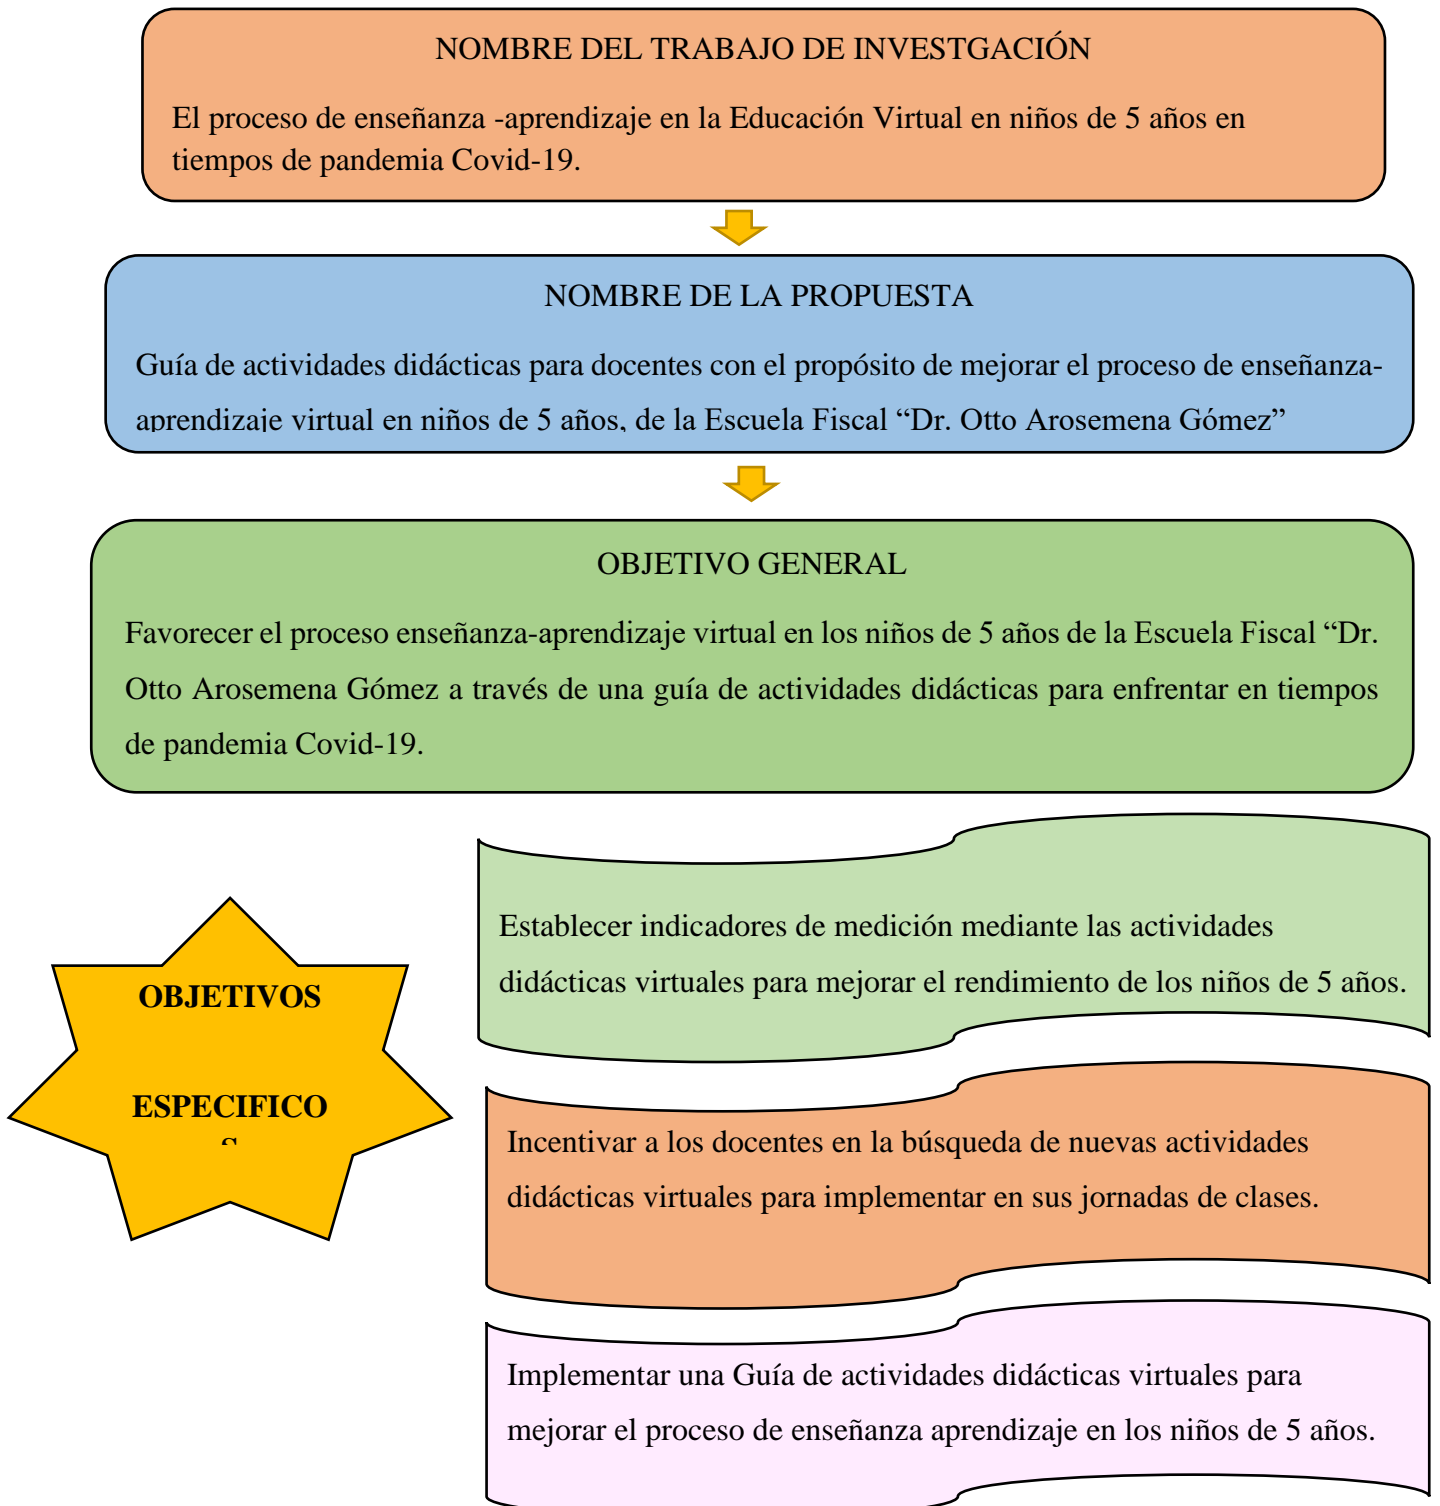 NOMBRE DEL TRABAJO DE INVESTGACIÓN
El proceso de enseñanza -aprendizaje en la Educación Virtual en niños de 5 años en
tiempos de pandemia Covid-19.
NOMBRE DE LA PROPUESTA
Guía de actividades didácticas para docentes con el propósito de mejorar el proceso de enseñanza-
aprendizaje virtual en niños de 5 años, de la Escuela Fiscal “Dr. Otto Arosemena Gómez”
OBJETIVO GENERAL
Favorecer el proceso enseñanza-aprendizaje virtual en los niños de 5 años de la Escuela Fiscal “Dr.
Otto Arosemena Gómez a través de una guía de actividades didácticas para enfrentar en tiempos
de pandemia Covid-19.
OBJETIVOS
ESPECIFICO
S
Establecer indicadores de medición mediante las actividades
didácticas virtuales para mejorar el rendimiento de los niños de 5 años.
Incentivar a los docentes en la búsqueda de nuevas actividades
didácticas virtuales para implementar en sus jornadas de clases.
Implementar una Guía de actividades didácticas virtuales para
mejorar el proceso de enseñanza aprendizaje en los niños de 5 años.